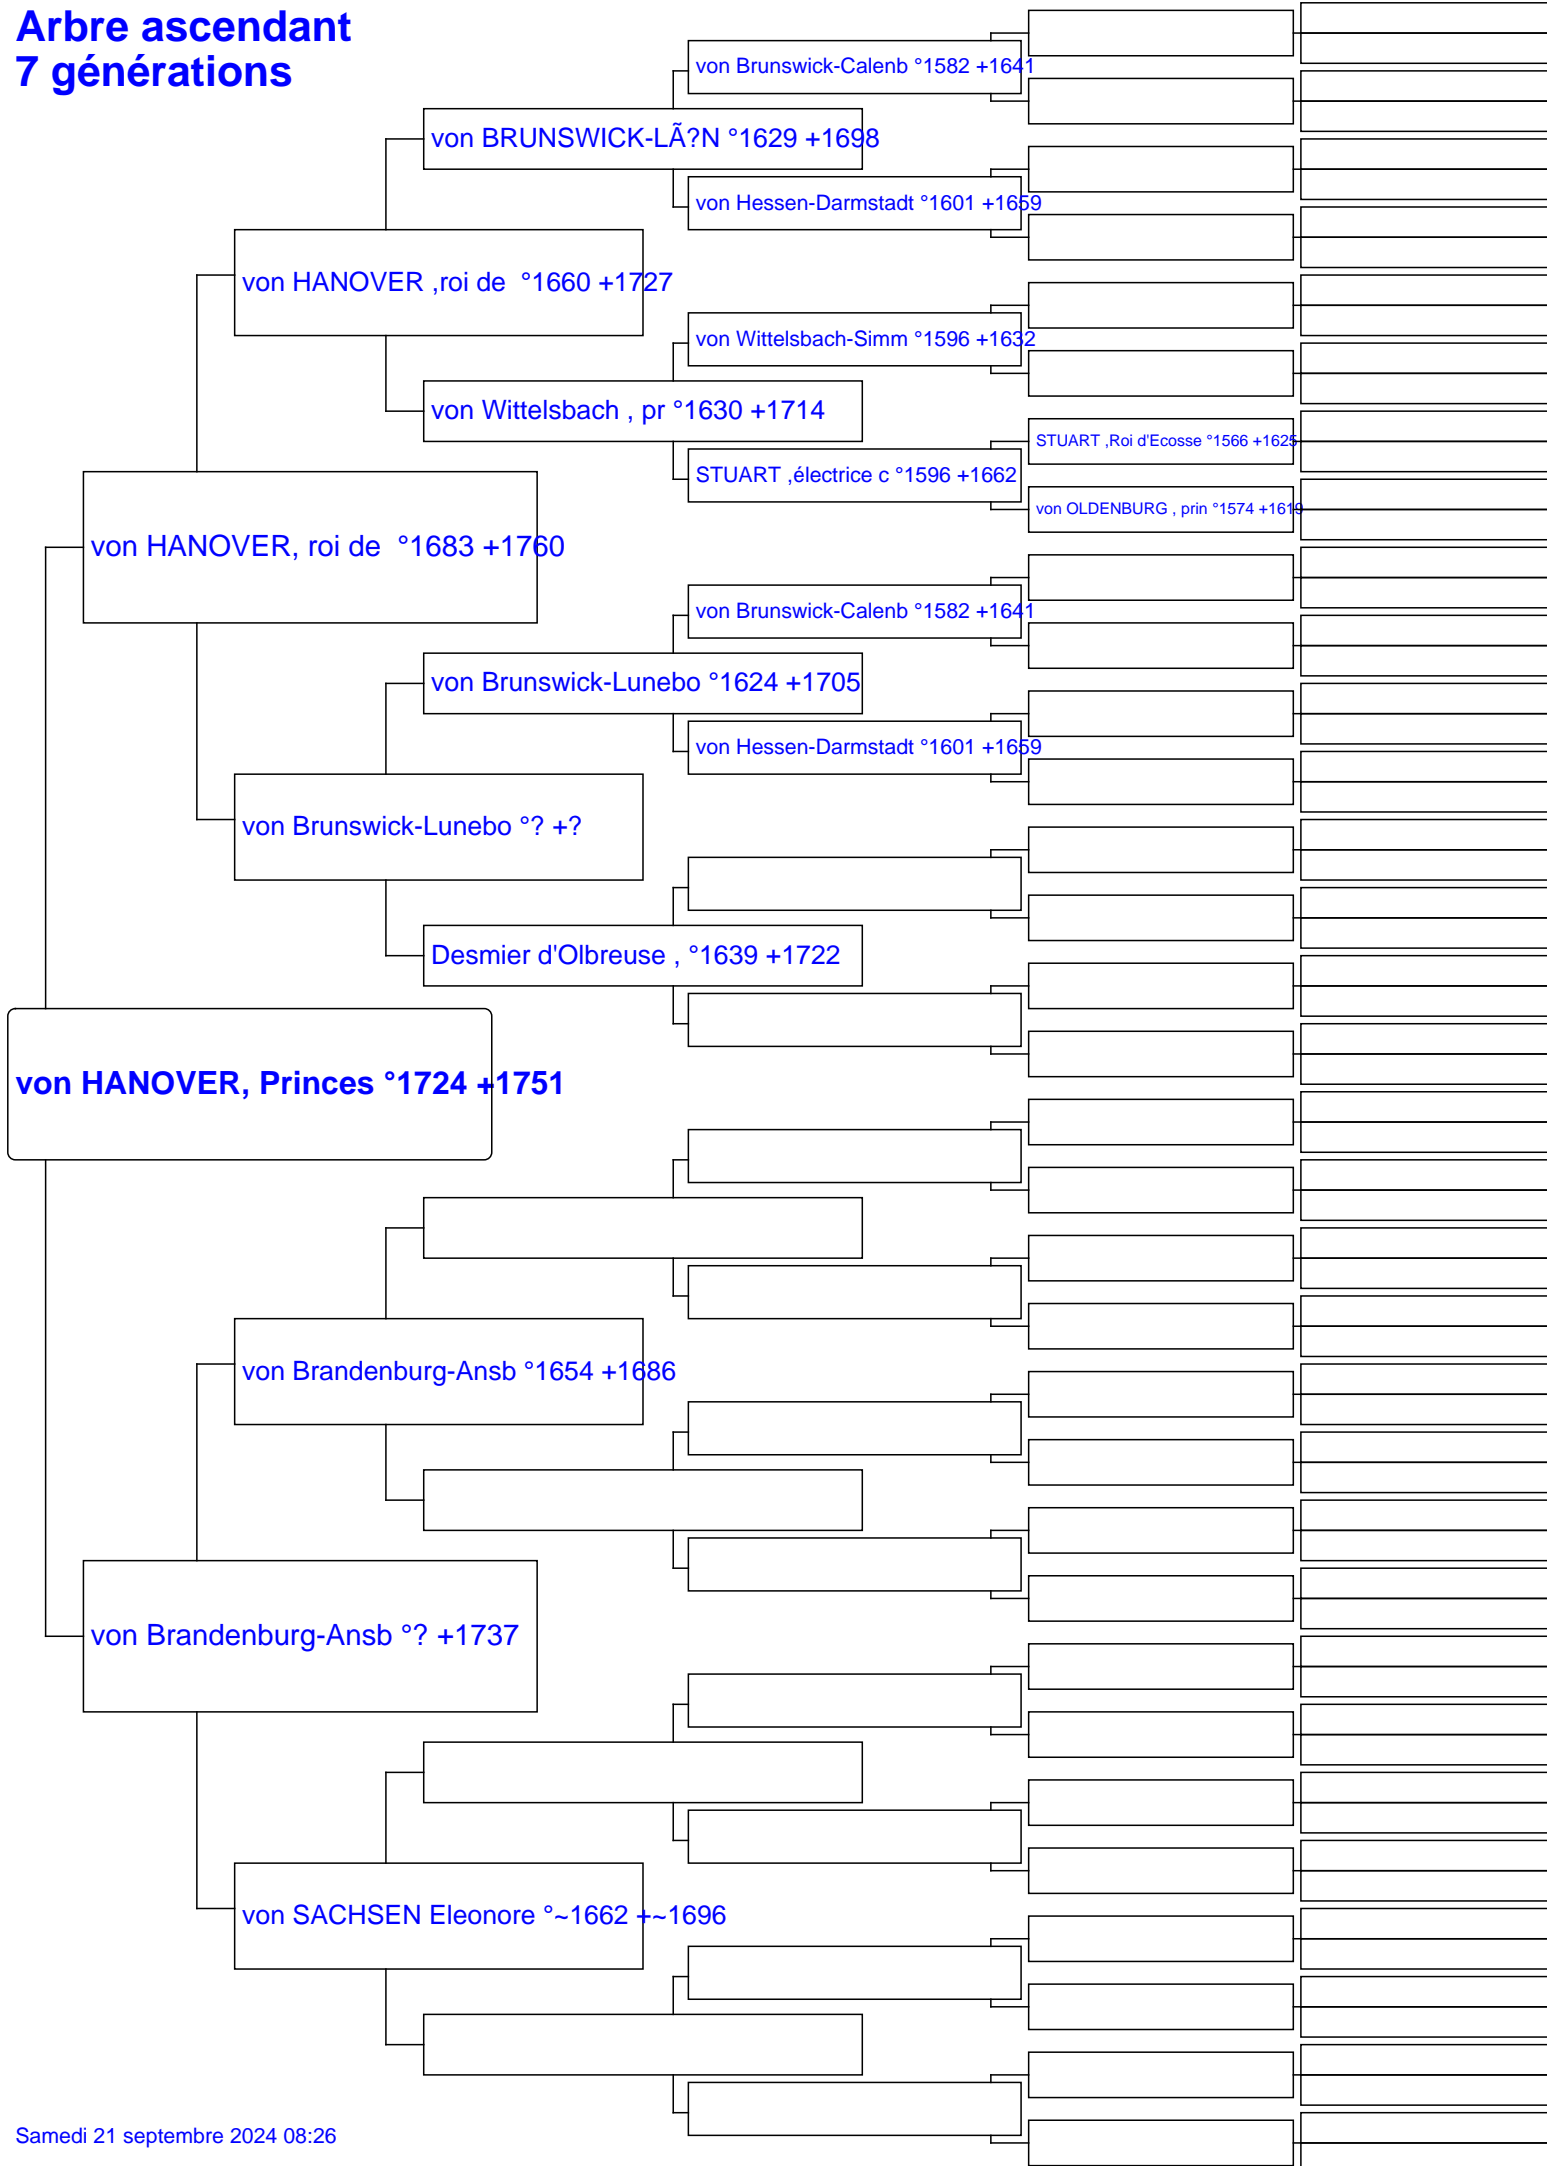 Arbre ascendant
7 générations
von Brunswick-Calenb °1582 +1641
von BRUNSWICK-LÃ?N °1629 +1698
von Hessen-Darmstadt °1601 +1659
von HANOVER ,roi de  °1660 +1727
von Wittelsbach-Simm °1596 +1632
von Wittelsbach , pr °1630 +1714
STUART ,Roi d'Ecosse °1566 +1625
STUART ,électrice c °1596 +1662
von OLDENBURG , prin °1574 +1619
von HANOVER, roi de  °1683 +1760
von Brunswick-Calenb °1582 +1641
von Brunswick-Lunebo °1624 +1705
von Hessen-Darmstadt °1601 +1659
von Brunswick-Lunebo °? +?
Desmier d'Olbreuse , °1639 +1722
von HANOVER, Princes °1724 +1751
von Brandenburg-Ansb °1654 +1686
von Brandenburg-Ansb °? +1737
von SACHSEN Eleonore °~1662 +~1696
Samedi 21 septembre 2024 08:26